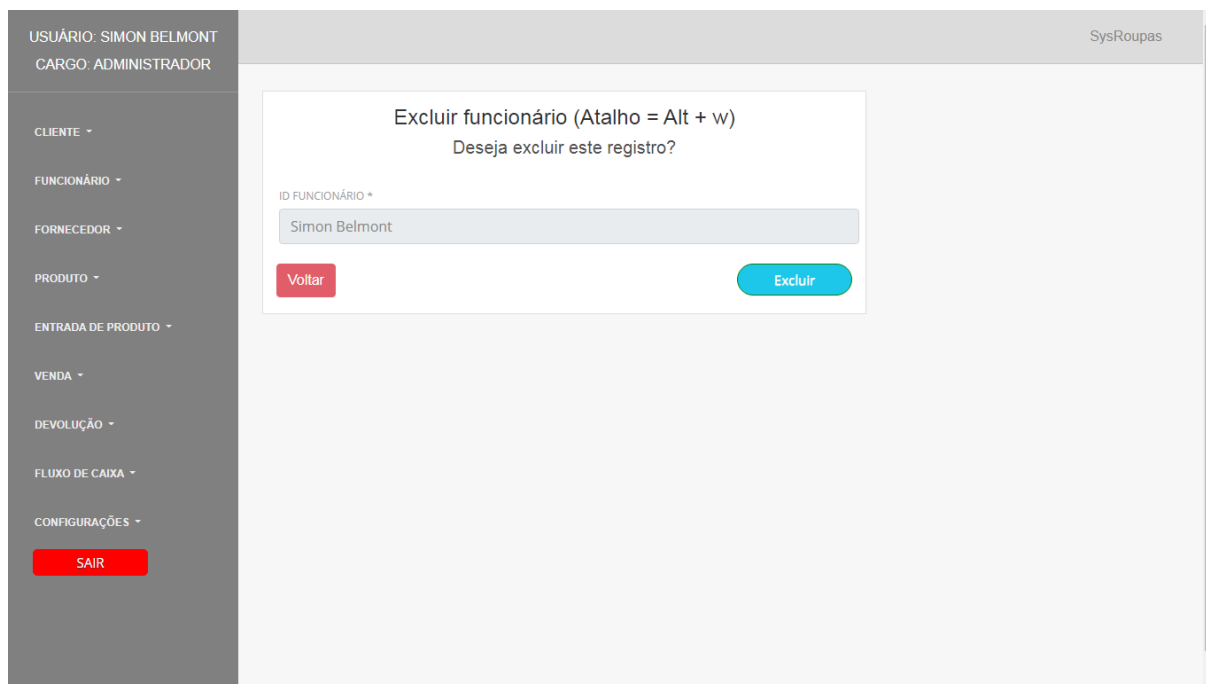 USUÁRIO: SIMON BELMONT
CARGO: ADMINISTRADOR
SysRoupas
CLIENTE
FUNCIONÁRIO
FORNECEDOR
PRODUTO
ENTRADA DE PRODUTO
VENDA
DEVOLUÇÃO
FLUXO DE CAIXA
CONFIGURAÇÕES
SAIR
Excluir funcionário (Atalho = Alt + w)
Deseja excluir este registro?
ID FUNCIONÁRIO *
Simon Belmont
Voltar
Excluir